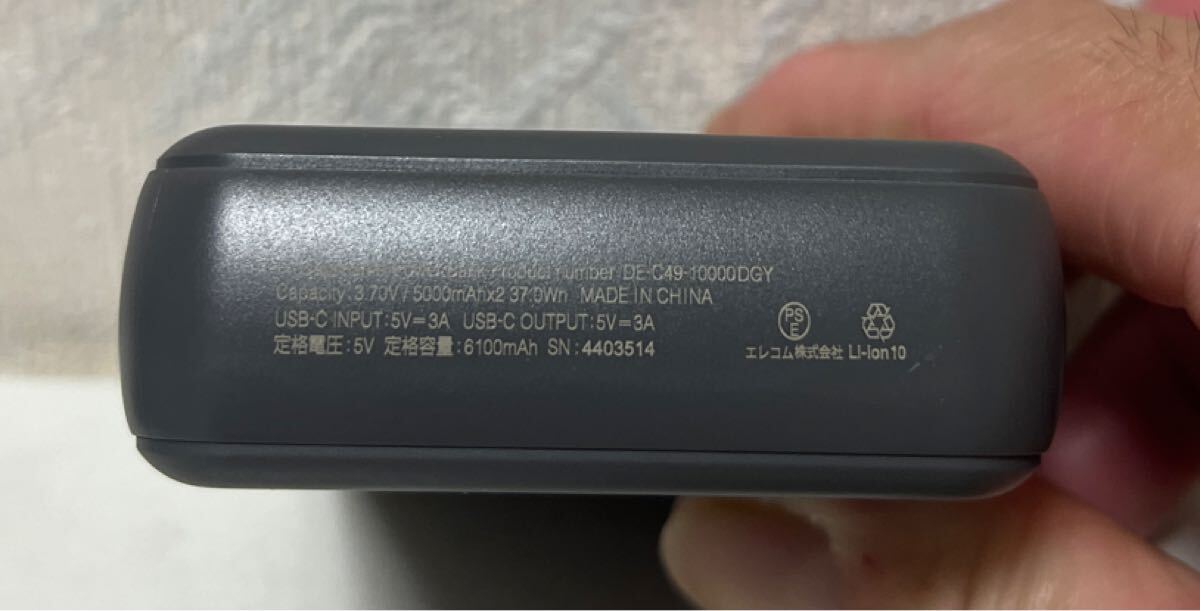 Power Bank Product number DE-C49-10000DGY
Capacity:3.70V/5000mAhx2 37.0Wh MADE IN CHINA
USB-C INPUT:5V=3A USB-C OUTPUT:5V=3A
定格電圧:5V 定格容量:6100mAh SN:4403514
PS
E
エレコム株式会社 Li-ion10